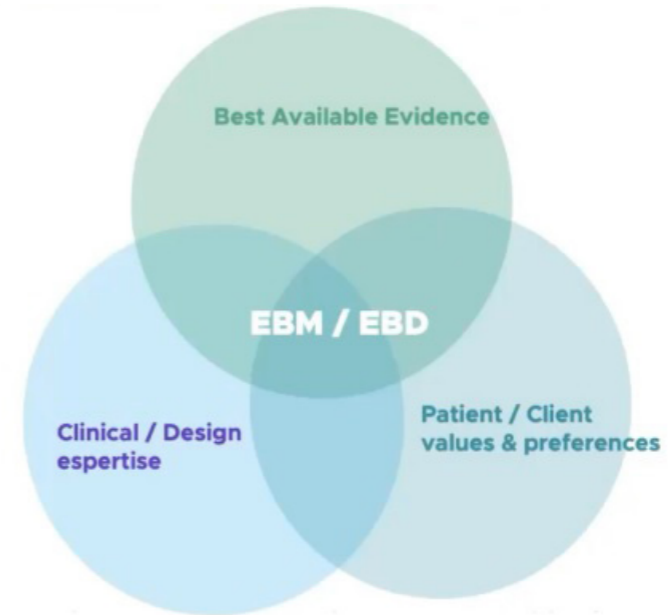 Best Available Evidence
EBM / EBD
Clinical / Design
espertise
Patient / Client
values & preferences